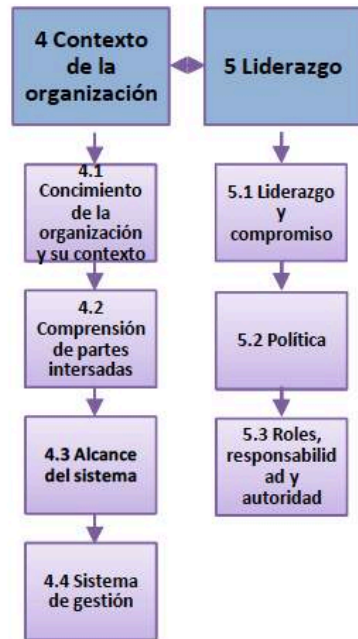 4 Contexto
de la
organización
4.1
Concimiento
de la
organización
y su contexto
4.2
Comprensión
de partes
intersadas
4.3 Alcance
del sistema
4.4 Sistema
de gestión
5 Liderazgo
5.1 Liderazgo
y
compromiso
5.2 Política
5.3 Roles,
responsabilid
ad y
autoridad